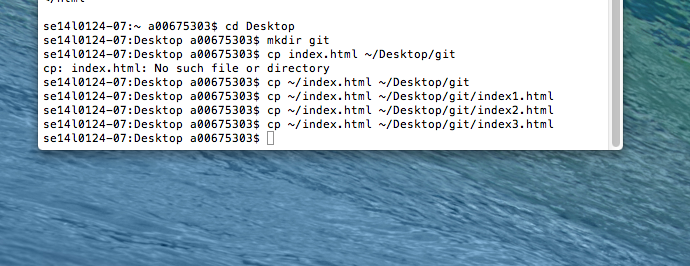 ~/html
se14l0124-07:~ a00675303$ cd Desktop
se14l0124-07:Desktop a00675303$ mkdir git
se14l0124-07:Desktop a00675303$ cp index.html ~/Desktop/git
cp: index.html: No such file or directory
se14l0124-07:Desktop a00675303$ cp ~/index.html ~/Desktop/git
se14l0124-07:Desktop a00675303$ cp ~/index.html ~/Desktop/git/index1.html
se14l0124-07:Desktop a00675303$ cp ~/index.html ~/Desktop/git/index2.html
se14l0124-07:Desktop a00675303$ cp ~/index.html ~/Desktop/git/index3.html
se14l0124-07:Desktop a00675303$